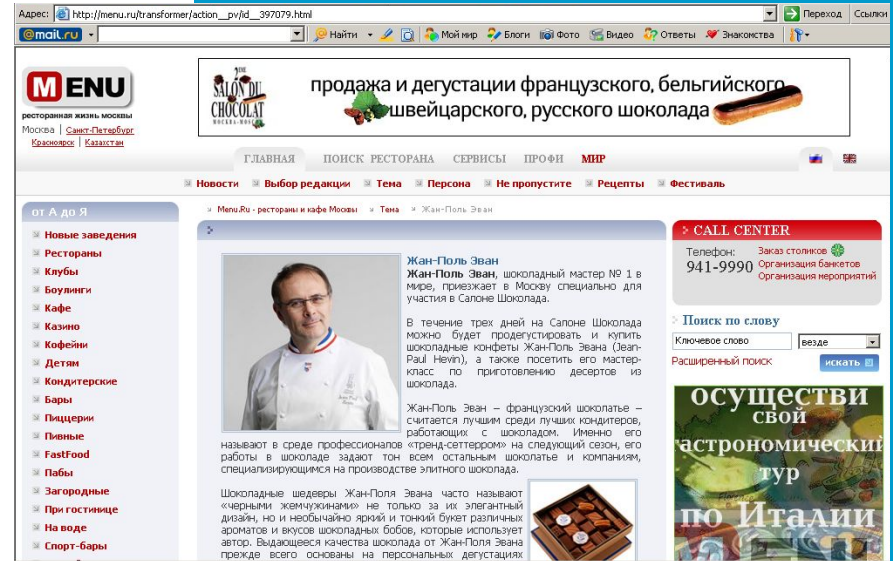 Адрес: http://menu.ru/transformer/action__pv/id__397079.html Переход Ссылки
@mail.ru Найти Мой мир Блоги Фото Видео Ответы Знакомства
MENU
ресторанная жизнь москвы
Москва | Санкт-Петербург
Красноярск | Казахстан
2ème
SALON DU
CHOCOLAT
продажа и дегустации французского, бельгийского
швейцарского, русского шоколада
ГЛАВНАЯ ПОИСК РЕСТОРАНА СЕРВИСЫ ПРОФИ МИР
Новости Выбор редакции Тема Персона Не пропустите Рецепты Фестиваль
от А до Я
Новые заведения
Рестораны
Клубы
Боулинги
Кафе
Казино
Кофейни
Детям
Кондитерские
Бары
Пиццерии
Пивные
FastFood
Пабы
Загородные
При гостинице
На воде
Спорт-бары
Menu.Ru - рестораны и кафе Москвы Тема Жан-Поль Эван
Жан-Поль Эван
Жан-Поль Эван, шоколадный мастер № 1 в
мире, приезжает в Москву специально для
участия в Салоне Шоколада.
В течение трех дней на Салоне Шоколада
можно будет продегустировать и купить
шоколадные конфеты Жан-Поль Эвана (Jean-
Paul Hevin), а также посетить его мастер-
класс по приготовлению десертов из
шоколада.
Жан-Поль Эван – французский шоколатье –
считается лучшим среди лучших кондитеров,
работающих с шоколадом. Именно его
называют в среде профессионалов «тренд-сеттерром» на следующий сезон, его
работы в шоколаде задают тон всем остальным шоколатье и компаниям,
специализирующимся на производстве элитного шоколада.
Шоколадные шедевры Жан-Поля Эвана часто называют
«черными жемчужинами» не только за их элегантный
дизайн, но и необычайно яркий и тонкий букет различных
ароматов и вкусов шоколадных бобов, которые использует
автор. Выдающееся качества шоколада от Жан-Поля Эвана
прежде всего основаны на персональных дегустациях
CALL CENTER
Телефон:
941-9990
Заказ столиков
Организация банкетов
Организация мероприятий
Поиск по слову
Ключевое слово везде
Расширенный поиск искать
осуществи
свой
гастрономический
тур
по Италии